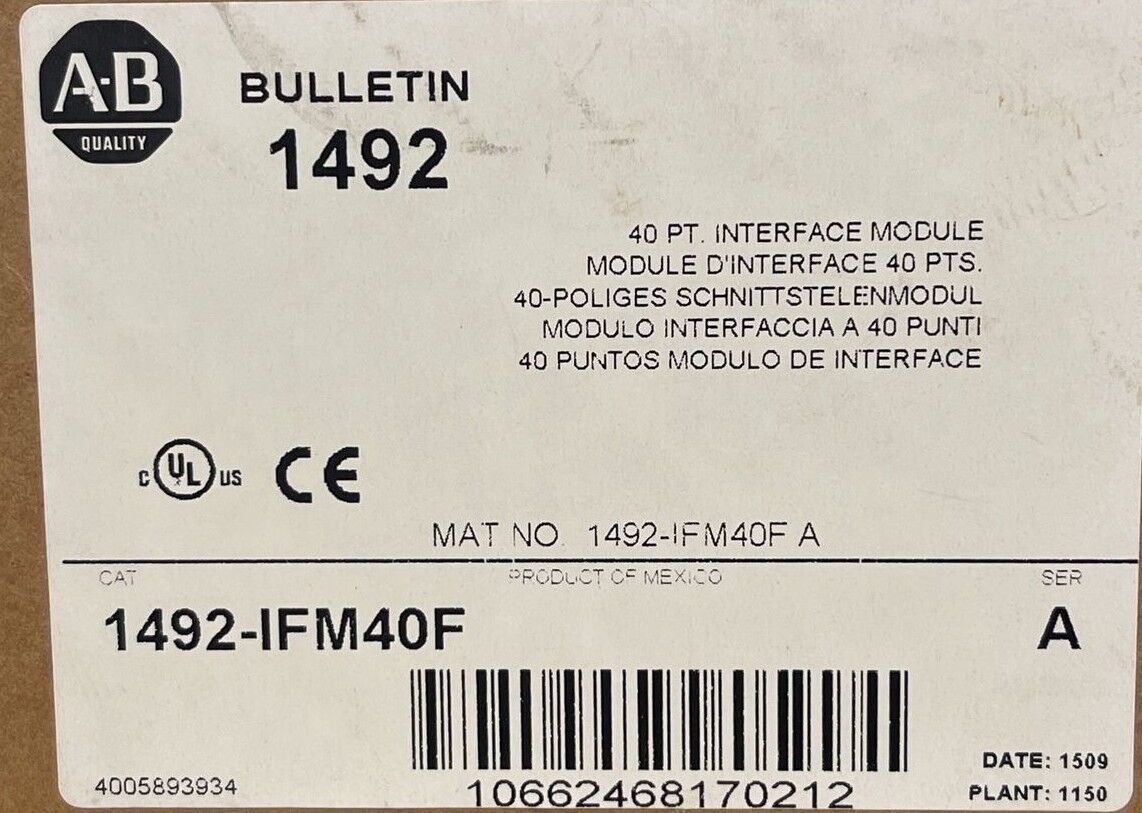 A-B
QUALITY
BULLETIN
1492
40 PT. INTERFACE MODULE
MODULE D'INTERFACE 40 PTS.
40-POLIGES SCHNITTSTELENMODUL
MODULO INTERFACCIA A 40 PUNTI
40 PUNTOS MODULO DE INTERFACE
C UL US CE
MAT NO. 1492-IFM40F A
CAT PRODUCT OF MEXICO SER
1492-IFM40F A
4005893934
10662468170212
DATE: 1509
PLANT: 1150